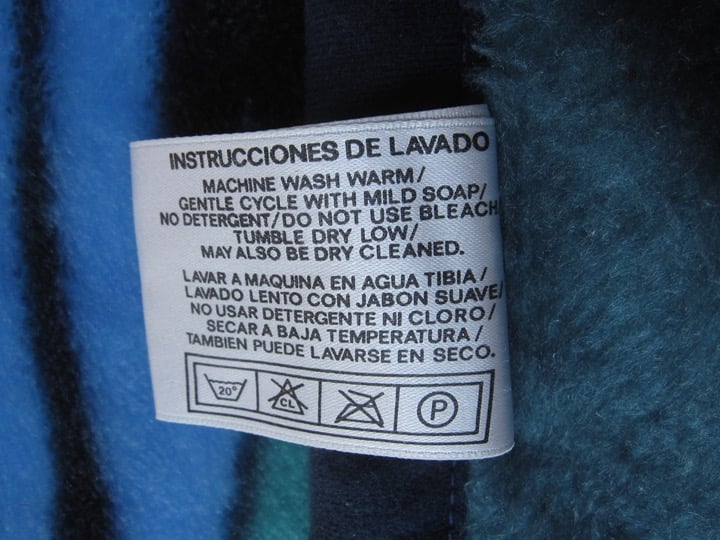 INSTRUCCIONES DE LAVADO
MACHINE WASH WARM/
GENTLE CYCLE WITH MILD SOAP/
NO DETERGENT/DO NOT USE BLEACH
TUMBLE DRY LOW/
MAY ALSO BE DRY CLEANED.
LAVAR A MAQUINA EN AGUA TIBIA/
LAVADO LENTO CON JABON SUAVE/
NO USAR DETERGENTE NI CLORO/
SECAR A BAJA TEMPERATURA/
TAMBIEN PUEDE LAVARSE EN SECO.
20° CL P